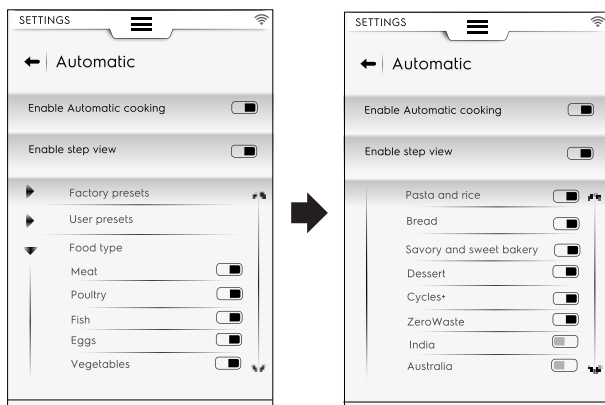 SETTINGS
Automatic
Enable Automatic cooking
Enable step view
Factory presets
User presets
Food type
Meat
Poultry
Fish
Eggs
Vegetables
SETTINGS
Automatic
Enable Automatic cooking
Enable step view
Pasta and rice
Bread
Savory and sweet bakery
Dessert
Cycles+
ZeroWaste
India
Australia